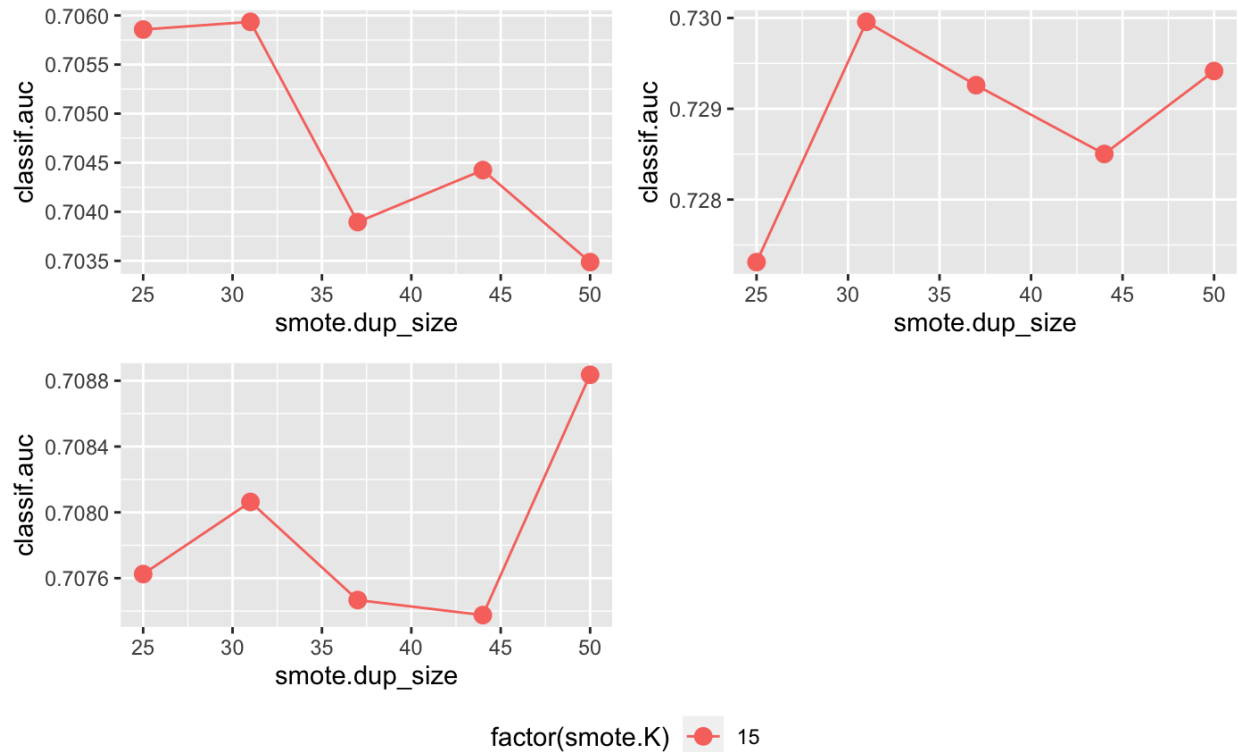 0.7060
0.7055
0.7050
0.7045
0.7040
0.7035
classif.auc
25 30 35 40 45 50
smote.dup_size
0.730
0.729
0.728
classif.auc
25 30 35 40 45 50
smote.dup_size
0.7088
0.7084
0.7080
0.7076
classif.auc
25 30 35 40 45 50
smote.dup_size
factor(smote.K) 15